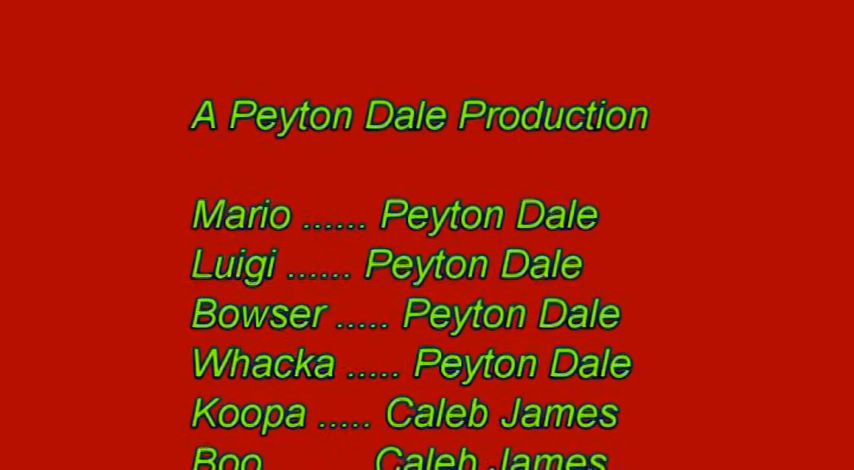 A Peyton Dale Production
Mario ...... Peyton Dale
Luigi ...... Peyton Dale
Bowser ..... Peyton Dale
Whacka ..... Peyton Dale
Koopa ..... Caleb James
Boo Caleb James